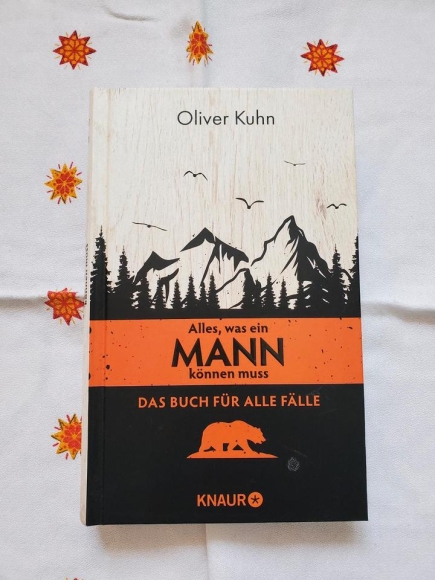 Oliver Kuhn
Alles, was ein
MANN
können muss
DAS BUCH FÜR ALLE FÄLLE
KNAUR